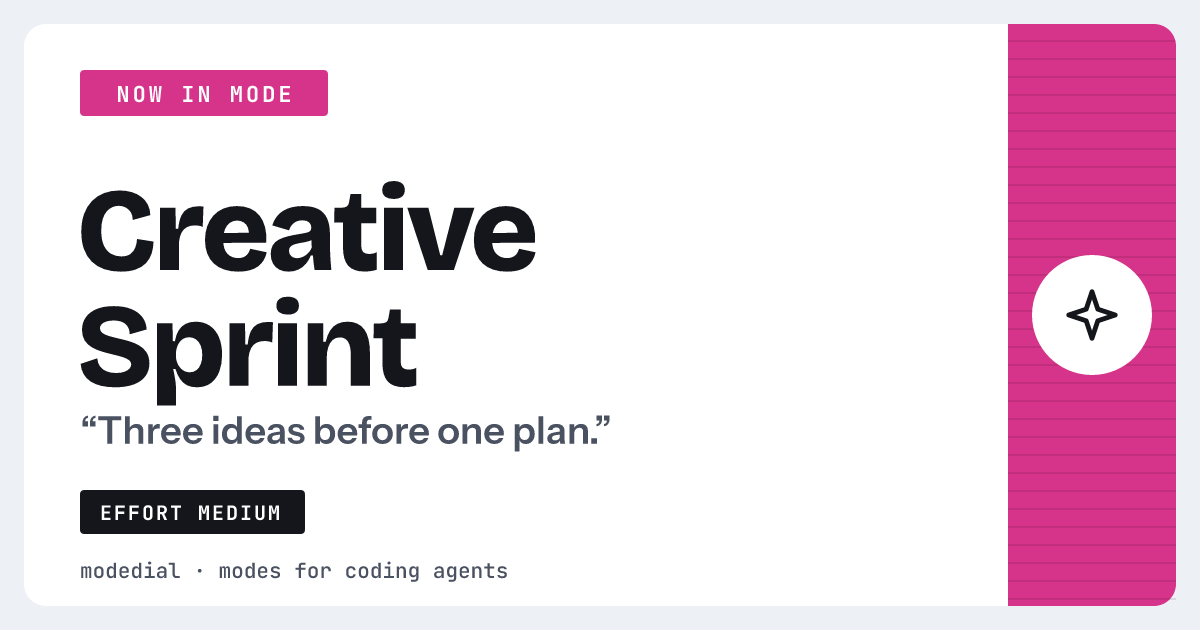 NOW IN MODE
Creative
Sprint
“Three ideas before one plan.”
EFFORT MEDIUM
modedial · modes for coding agents